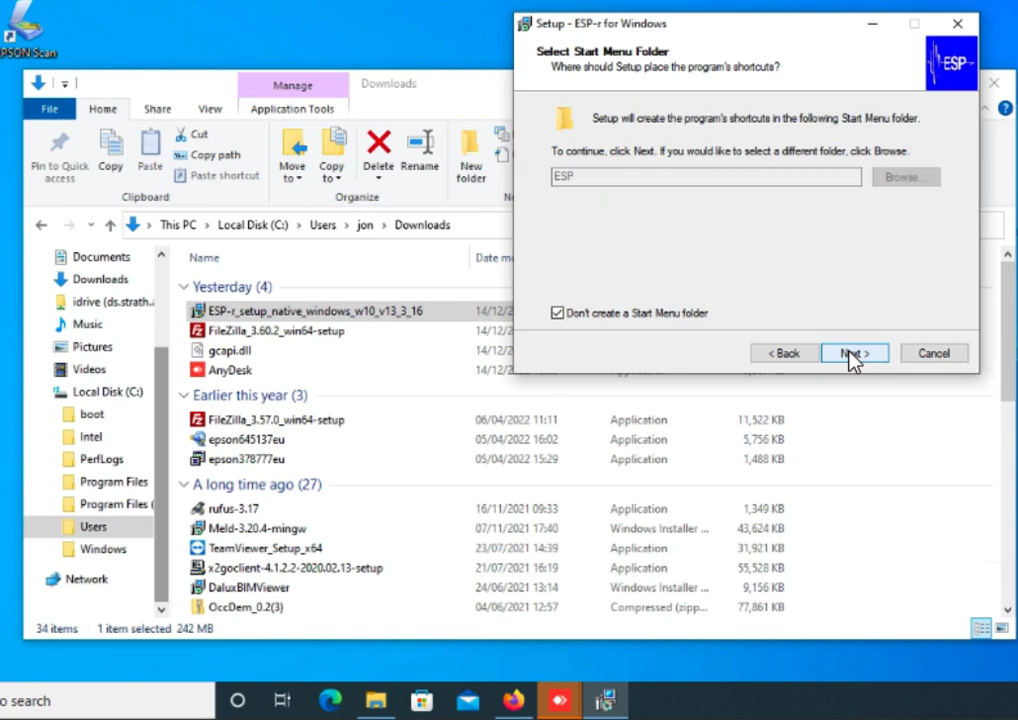 EPSON Scan
Manage
Downloads
File
Home
Share
View
Application Tools
Pin to Quick access
Copy
Paste
Cut
Copy path
Paste shortcut
Clipboard
Move to
Copy to
Delete
Rename
Organize
New folder
This PC > Local Disk (C:) > Users > jon > Downloads
Documents
Downloads
idrive (ds.strath.
Music
Pictures
Videos
Local Disk (C:)
boot
Intel
PerfLogs
Program Files
Program Files (
Users
Windows
Network
Name
Date m
Yesterday (4)
ESP-r_setup_native_windows_w10_v13_3_16 14/12
FileZilla_3.60.2_win64-setup 14/12
gcapi.dll 14/12
AnyDesk 14/12
Earlier this year (3)
FileZilla_3.57.0_win64-setup 06/04/2022 11:11 Application 11,522 KB
epson645137eu 05/04/2022 16:02 Application 5,756 KB
epson378777eu 05/04/2022 15:29 Application 1,488 KB
A long time ago (27)
rufus-3.17 16/11/2021 09:33 Application 1,349 KB
Meld-3.20.4-mingw 07/11/2021 17:40 Windows Installer ... 43,624 KB
TeamViewer_Setup_x64 23/07/2021 14:39 Application 31,921 KB
x2goclient-4.1.2.2-2020.02.13-setup 21/07/2021 16:19 Application 55,528 KB
DaluxBIMViewer 24/06/2021 13:14 Windows Installer ... 9,156 KB
OccDem_0.2(3) 04/06/2021 12:57 Compressed (zipp... 77,861 KB
34 items 1 item selected 242 MB
Setup - ESP-r for Windows
Select Start Menu Folder
Where should Setup place the program's shortcuts?
ESP-r
Setup will create the program's shortcuts in the following Start Menu folder.
To continue, click Next. If you would like to select a different folder, click Browse.
ESP
Browse...
Don't create a Start Menu folder
< Back
Next >
Cancel
o search